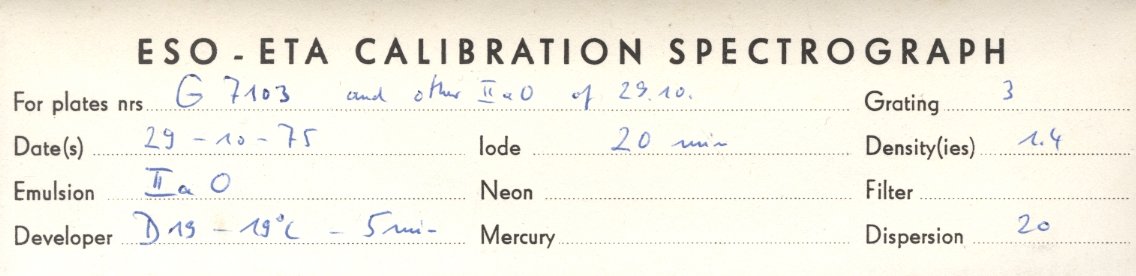 ESO - ETA CALIBRATION SPECTROGRAPH
For plates nrs G 7103 and other IIaO of 29.10. Grating 3
Date(s) 29 - 10 - 75 Iode 20 min Density(ies) 1.4
Emulsion IIa O Neon Filter
Developer D19 - 19°C - 5 min Mercury Dispersion 20